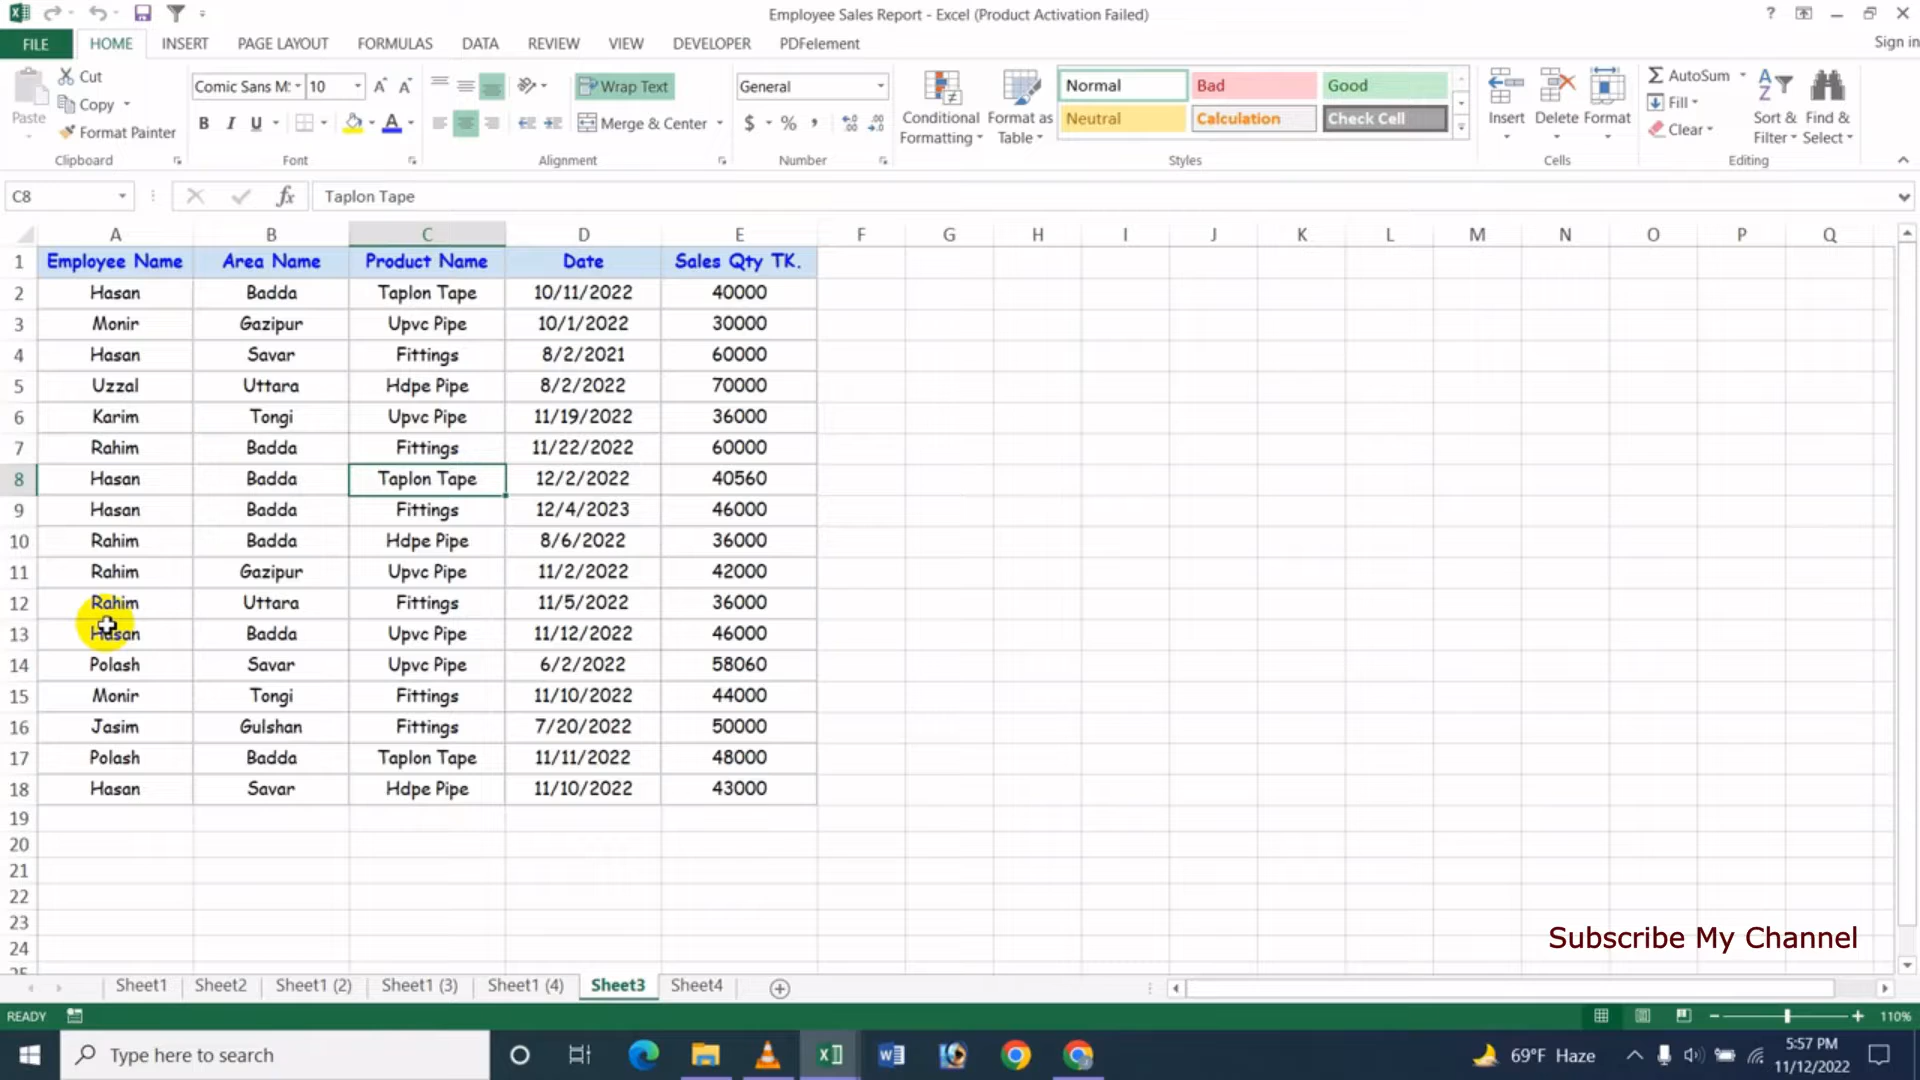 Employee Sales Report - Excel (Product Activation Failed)
FILE HOME INSERT PAGE LAYOUT FORMULAS DATA REVIEW VIEW DEVELOPER PDFelement Sign in
Paste Cut Copy Format Painter Clipboard
Comic Sans M 10 B I U Font
Wrap Text Merge & Center Alignment
General $ % , Number
Conditional Formatting Format as Table
Normal Bad Good
Neutral Calculation Check Cell
Styles
Insert Delete Format Cells
AutoSum Fill Clear Sort & Filter Find & Select Editing
C8 fx Taplon Tape
A B C D E F G H I J K L M N O P Q
1 Employee Name Area Name Product Name Date Sales Qty TK.
2 Hasan Badda Taplon Tape 10/11/2022 40000
3 Monir Gazipur Upvc Pipe 10/1/2022 30000
4 Hasan Savar Fittings 8/2/2021 60000
5 Uzzal Uttara Hdpe Pipe 8/2/2022 70000
6 Karim Tongi Upvc Pipe 11/19/2022 36000
7 Rahim Badda Fittings 11/22/2022 60000
8 Hasan Badda Taplon Tape 12/2/2022 40560
9 Hasan Badda Fittings 12/4/2023 46000
10 Rahim Badda Hdpe Pipe 8/6/2022 36000
11 Rahim Gazipur Upvc Pipe 11/2/2022 42000
12 Rahim Uttara Fittings 11/5/2022 36000
13 Hasan Badda Upvc Pipe 11/12/2022 46000
14 Polash Savar Upvc Pipe 6/2/2022 58060
15 Monir Tongi Fittings 11/10/2022 44000
16 Jasim Gulshan Fittings 7/20/2022 50000
17 Polash Badda Taplon Tape 11/11/2022 48000
18 Hasan Savar Hdpe Pipe 11/10/2022 43000
19
20
21
22
23
24
25
Subscribe My Channel
Sheet1 Sheet2 Sheet1 (2) Sheet1 (3) Sheet1 (4) Sheet3 Sheet4
READY 110%
Type here to search 69°F Haze 5:57 PM
11/12/2022